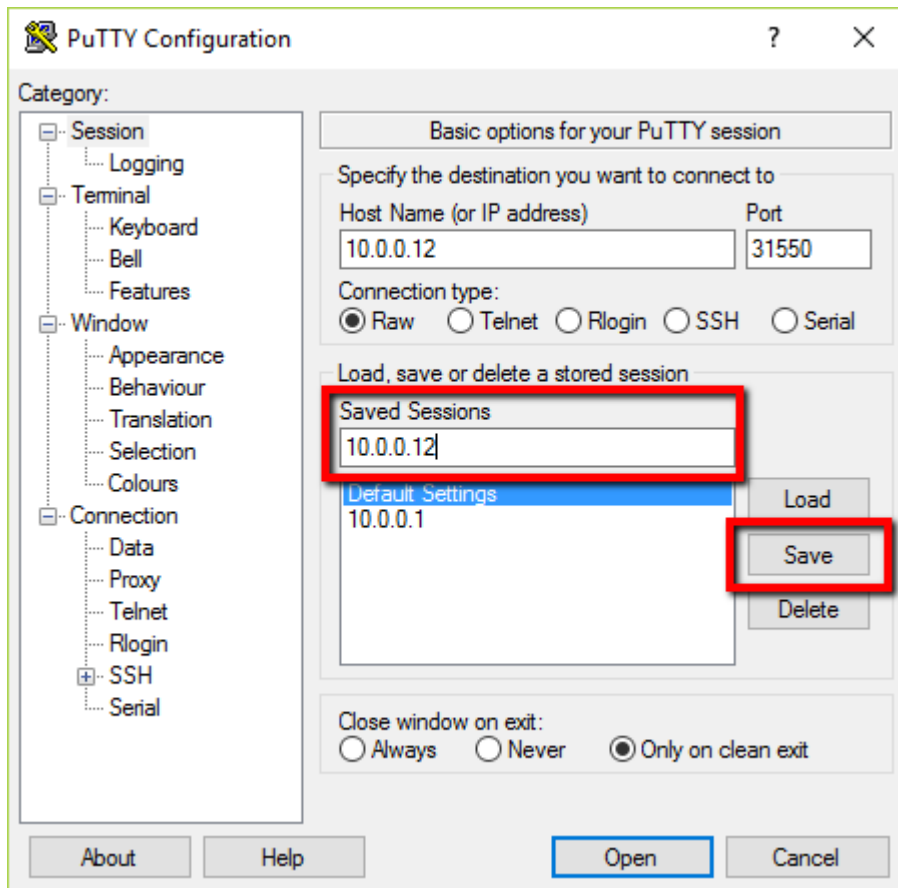 PuTTY Configuration
?
Category:
Session
Logging
Terminal
Keyboard
Bell
Features
Window
Appearance
Behaviour
Translation
Selection
Colours
Connection
Data
Proxy
Telnet
Rlogin
SSH
Serial
Basic options for your PuTTY session
Specify the destination you want to connect to
Host Name (or IP address) Port
10.0.0.12 31550
Connection type:
Raw Telnet Rlogin SSH Serial
Load, save or delete a stored session
Saved Sessions
10.0.0.12
Default Settings
10.0.0.1
Load
Save
Delete
Close window on exit:
Always Never Only on clean exit
About Help Open Cancel